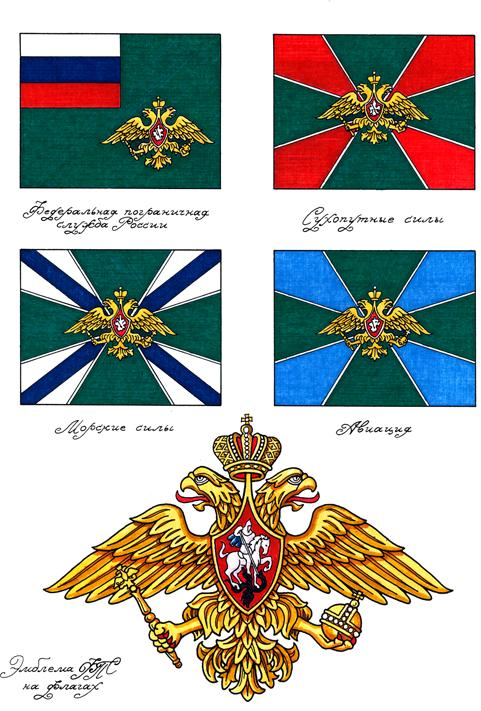 Федеральная пограничная
служба России
Сухопутные силы
Морские силы
Авиация
Эмблема ФПС
на флагах